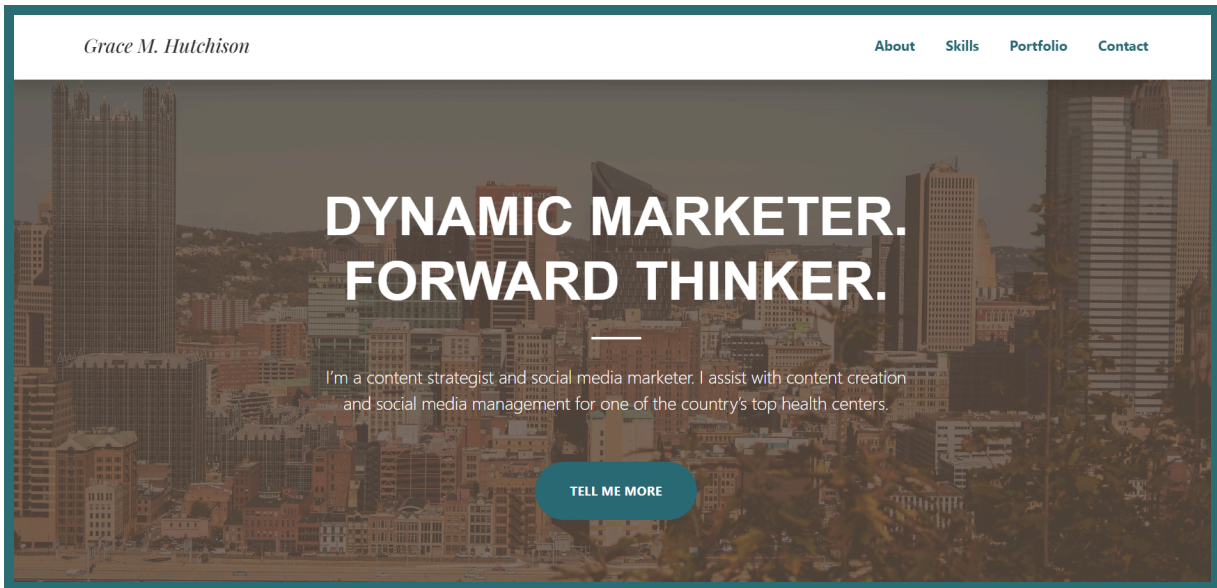 Grace M. Hutchison
About Skills Portfolio Contact
DYNAMIC MARKETER.
FORWARD THINKER.
I'm a content strategist and social media marketer. I assist with content creation
and social media management for one of the country's top health centers.
TELL ME MORE